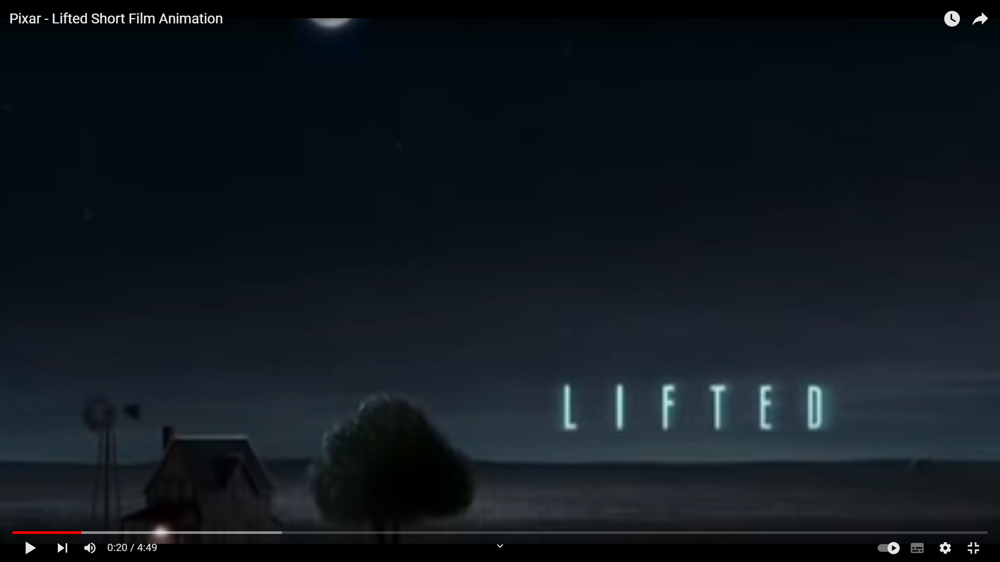 Pixar - Lifted Short Film Animation
LIFTED
0:20 / 4:49